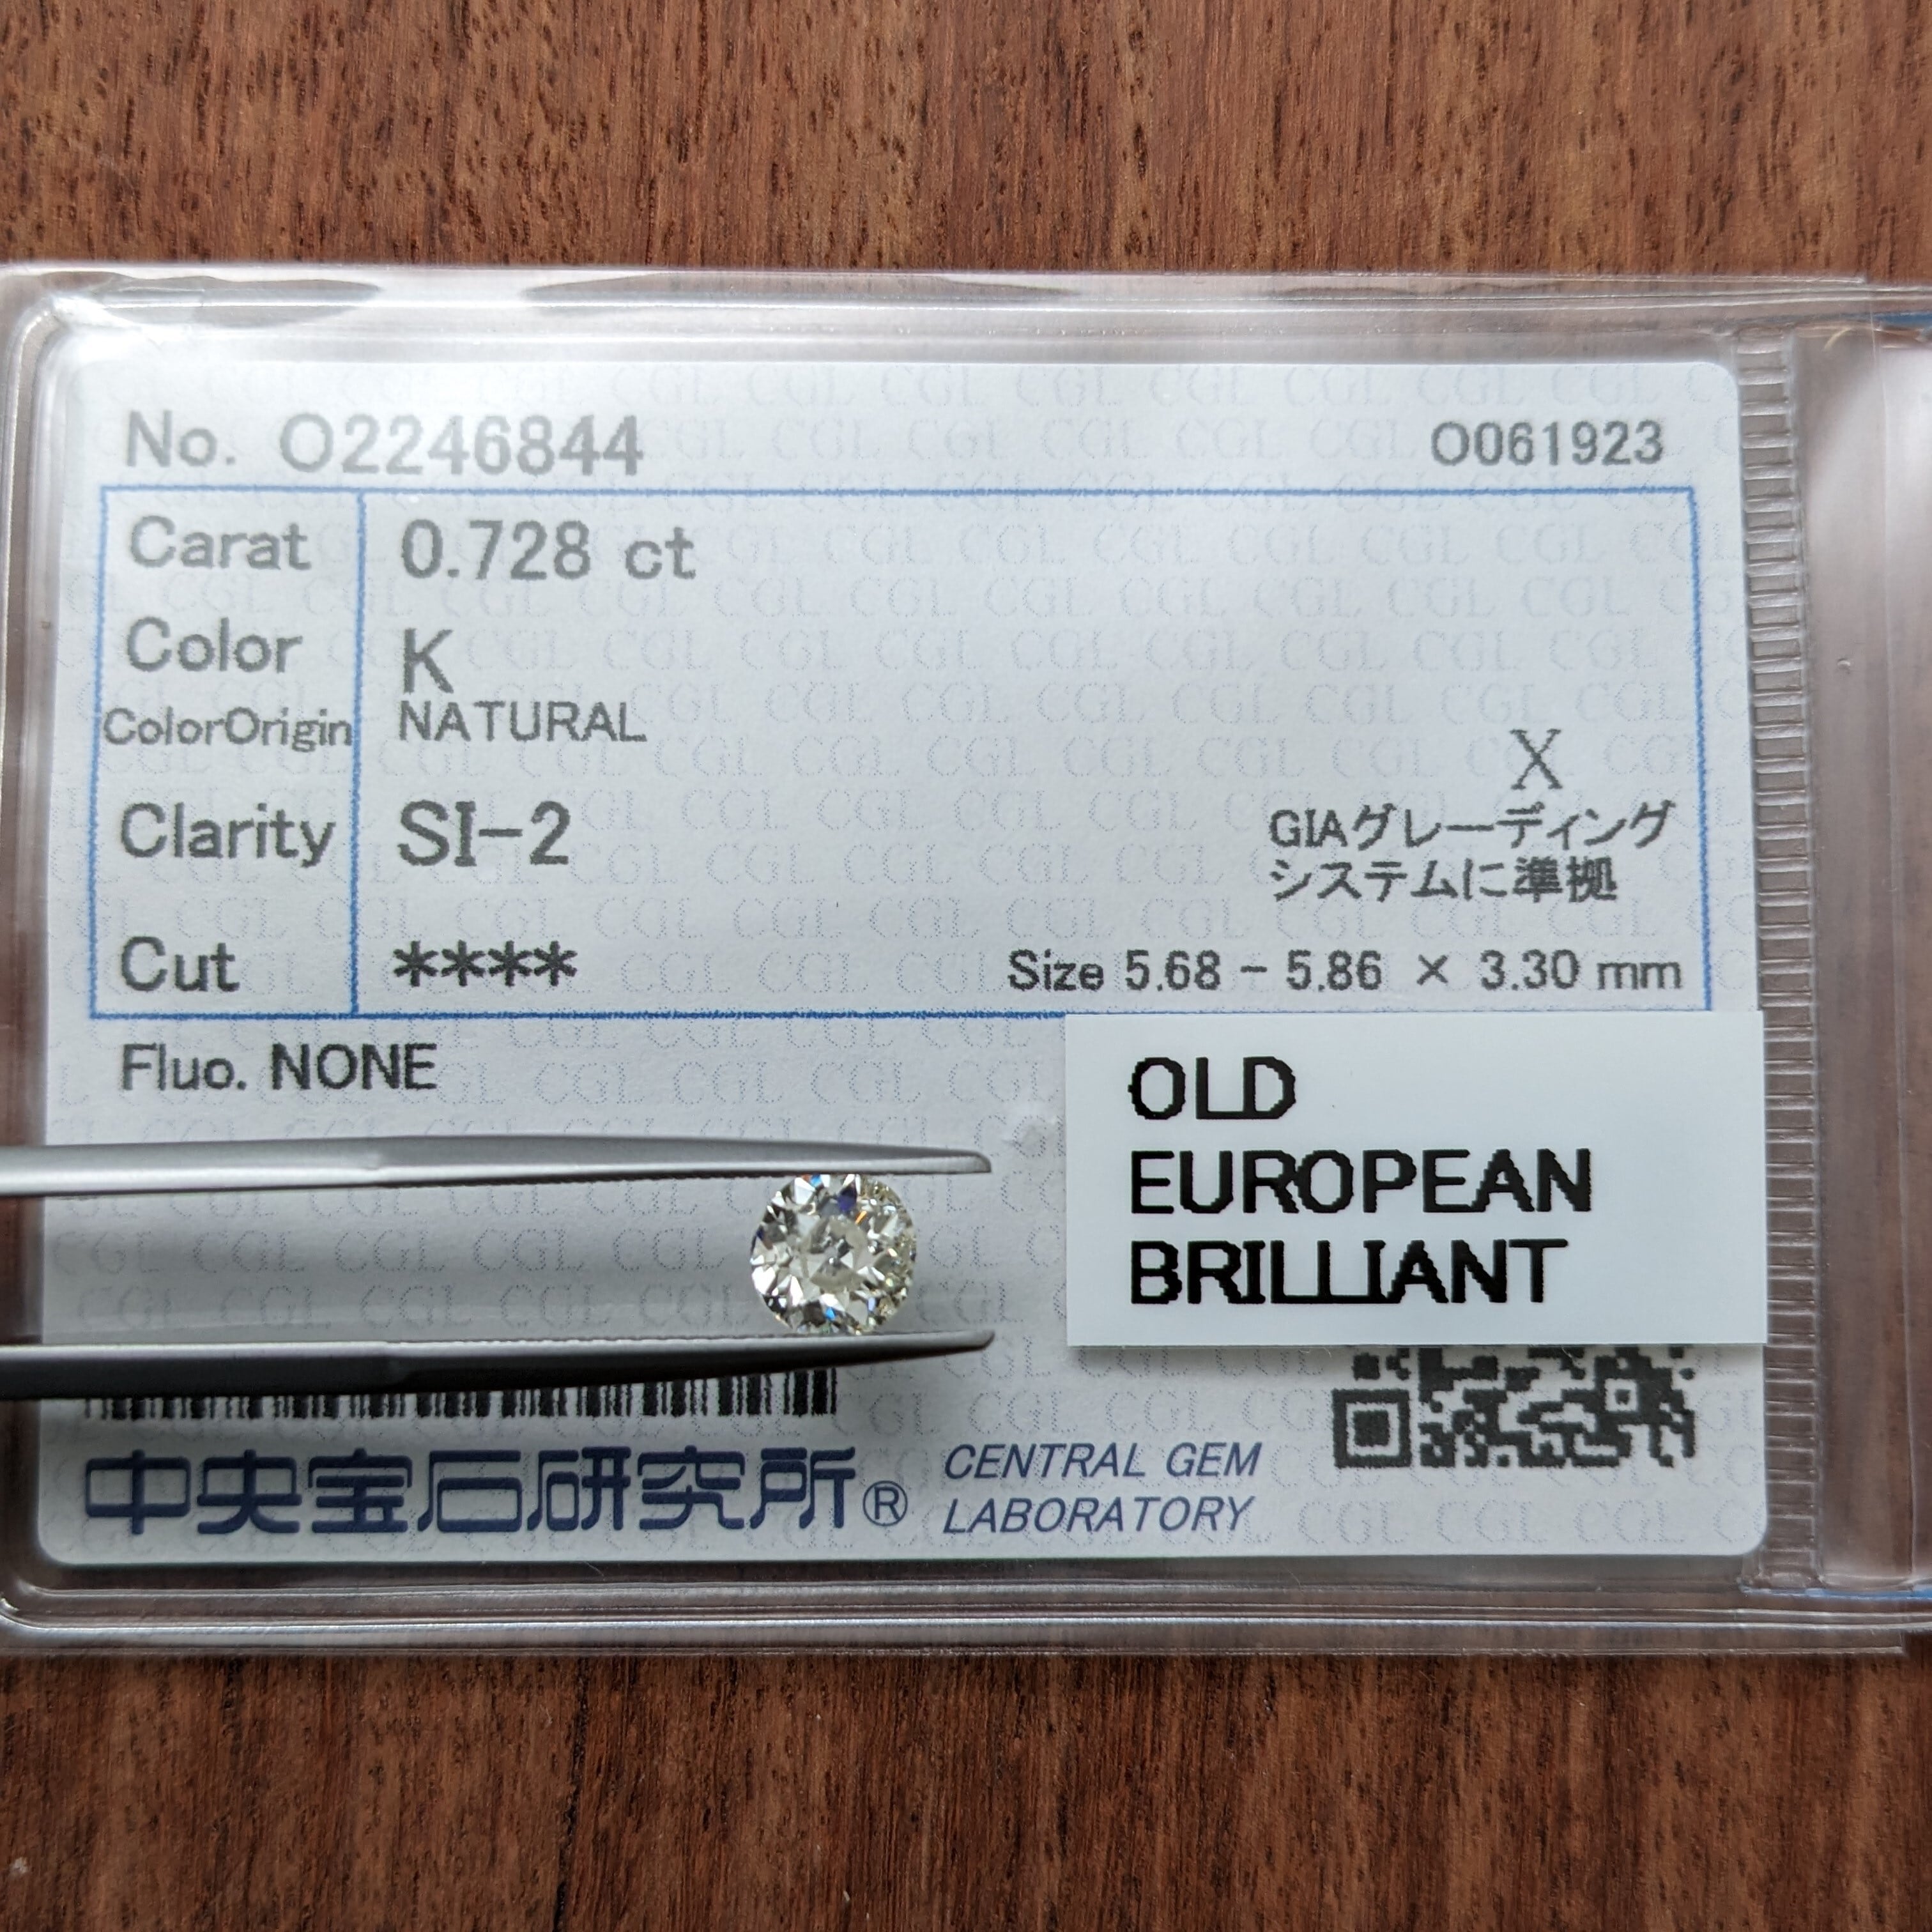 No. O2246844
O061923
Carat 0.728 ct
Color K
ColorOrigin NATURAL
X
Clarity SI-2
GIAグレーディング
システムに準拠
Cut ****
Size 5.68 - 5.86 × 3.30 mm
Fluo. NONE
OLD
EUROPEAN
BRILLIANT
中央宝石研究所®
CENTRAL GEM
LABORATORY